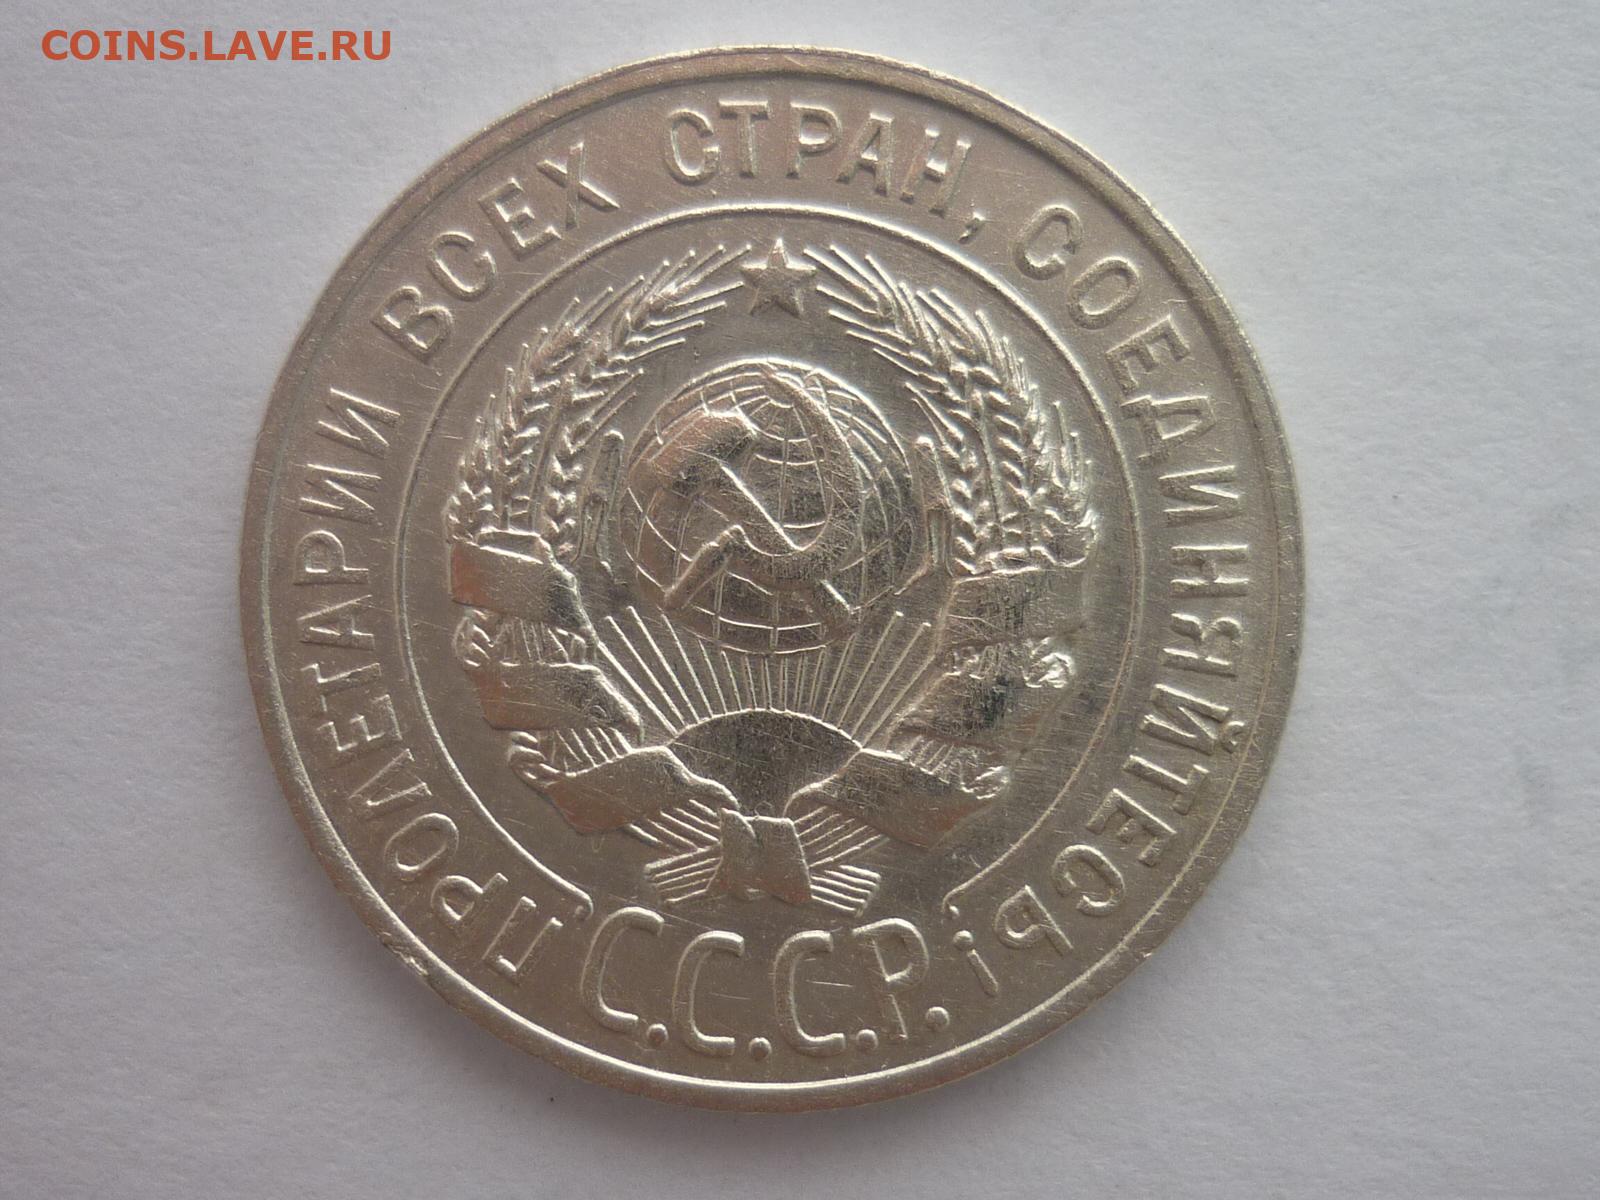 COINS.LAVE.RU
ПРОЛЕТАРИИ ВСЕХ СТРАН, СОЕДИНЯЙТЕСЬ!
С.С.С.Р.